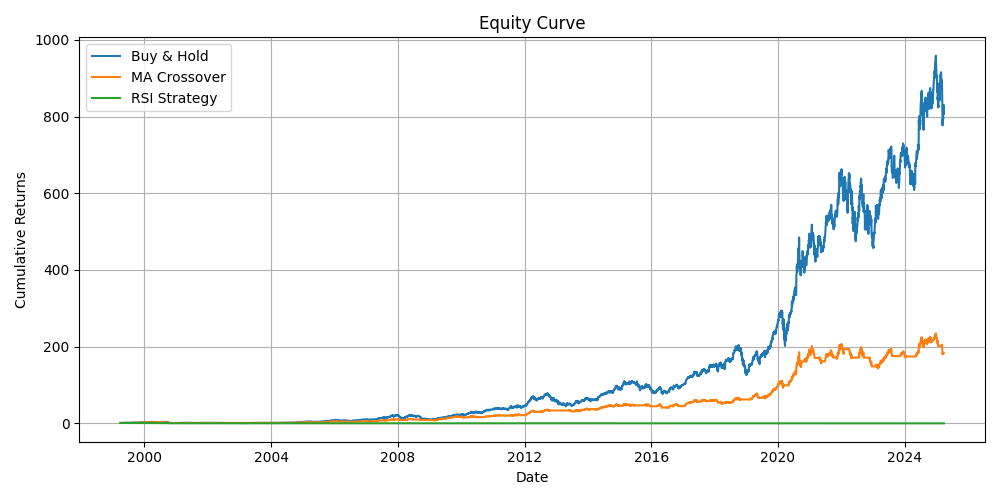 Equity Curve
Buy & Hold
MA Crossover
RSI Strategy
Cumulative Returns
1000
800
600
400
200
0
2000 2004 2008 2012 2016 2020 2024
Date